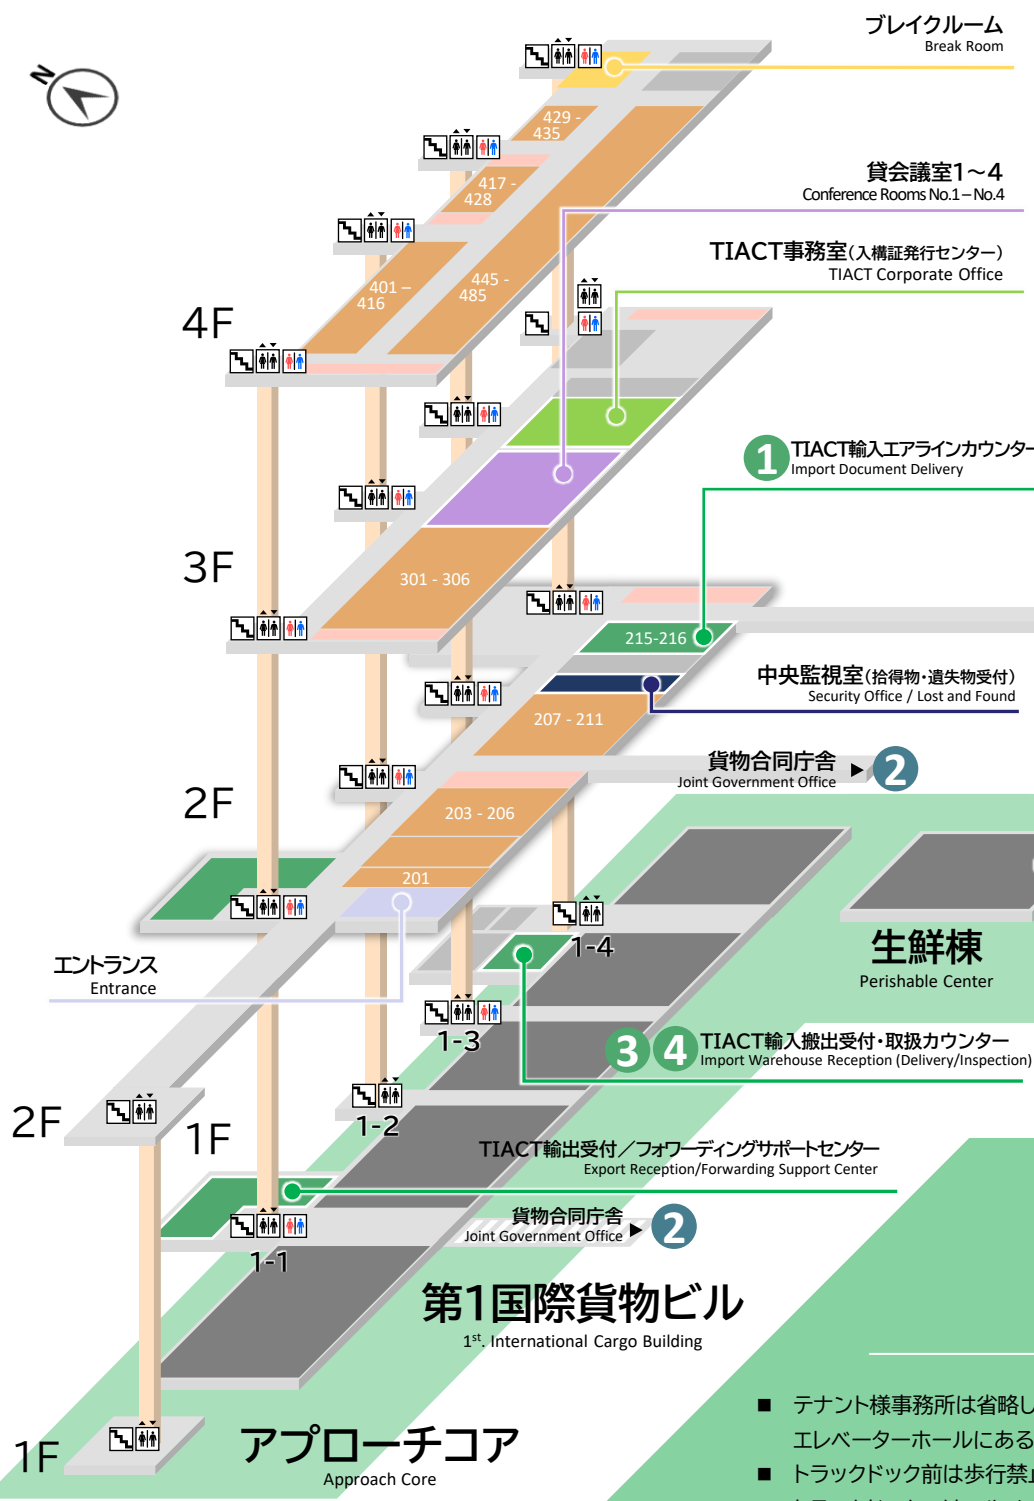 ブレイクルーム
Break Room
N
429 -
435
417 -
428
貸会議室1～4
Conference Rooms No.1 – No.4
TIACT事務室(入構証発行センター)
TIACT Corporate Office
401 –
416
445 -
485
4F
1 TIACT輸入エアラインカウンター
Import Document Delivery
3F
301 - 306
215-216
中央監視室(拾得物・遺失物受付)
Security Office / Lost and Found
207 - 211
貨物合同庁舎
Joint Government Office ▶ 2
2F
203 - 206
201
生鮮棟
Perishable Center
エントランス
Entrance
1-4
1-3
3 4 TIACT輸入搬出受付・取扱カウンター
Import Warehouse Reception (Delivery/Inspection)
2F
1F
1-2
TIACT輸出受付／フォワーディングサポートセンター
Export Reception/Forwarding Support Center
貨物合同庁舎
Joint Government Office ▶ 2
1-1
第1国際貨物ビル
1st. International Cargo Building
■ テナント様事務所は省略し
エレベーターホールにある
■ トラックドック前は歩行禁止
1F
アプローチコア
Approach Core